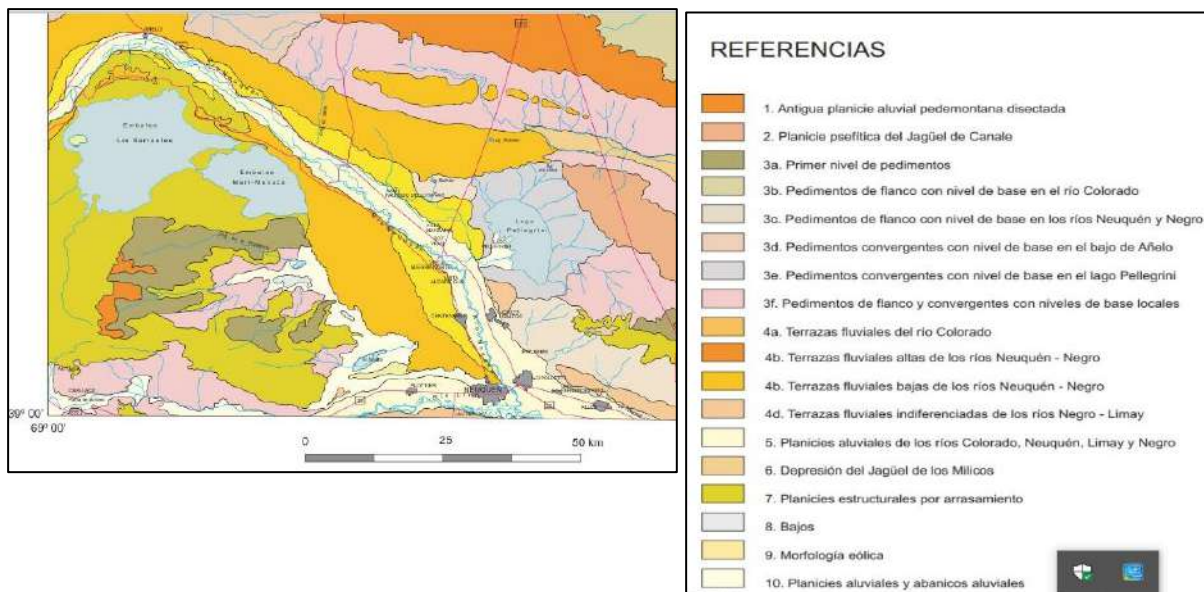 Embalse
Los Barreales
Embalse
Mari-Menuco
Lago
Pellegrini
NEUQUEN
39º 00'
69º 00'
0 25 50 km
REFERENCIAS
1. Antigua planicie aluvial pedemontana disectada
2. Planicie psefítica del Jagüel de Canale
3a. Primer nivel de pedimentos
3b. Pedimentos de flanco con nivel de base en el río Colorado
3c. Pedimentos de flanco con nivel de base en los ríos Neuquén y Negro
3d. Pedimentos convergentes con nivel de base en el bajo de Añelo
3e. Pedimentos convergentes con nivel de base en el lago Pellegrini
3f. Pedimentos de flanco y convergentes con niveles de base locales
4a. Terrazas fluviales del río Colorado
4b. Terrazas fluviales altas de los ríos Neuquén - Negro
4b. Terrazas fluviales bajas de los ríos Neuquén - Negro
4d. Terrazas fluviales indiferenciadas de los ríos Negro - Limay
5. Planicies aluviales de los ríos Colorado, Neuquén, Limay y Negro
6. Depresión del Jagüel de los Milicos
7. Planicies estructurales por arrasamiento
8. Bajos
9. Morfología eólica
10. Planicies aluviales y abanicos aluviales